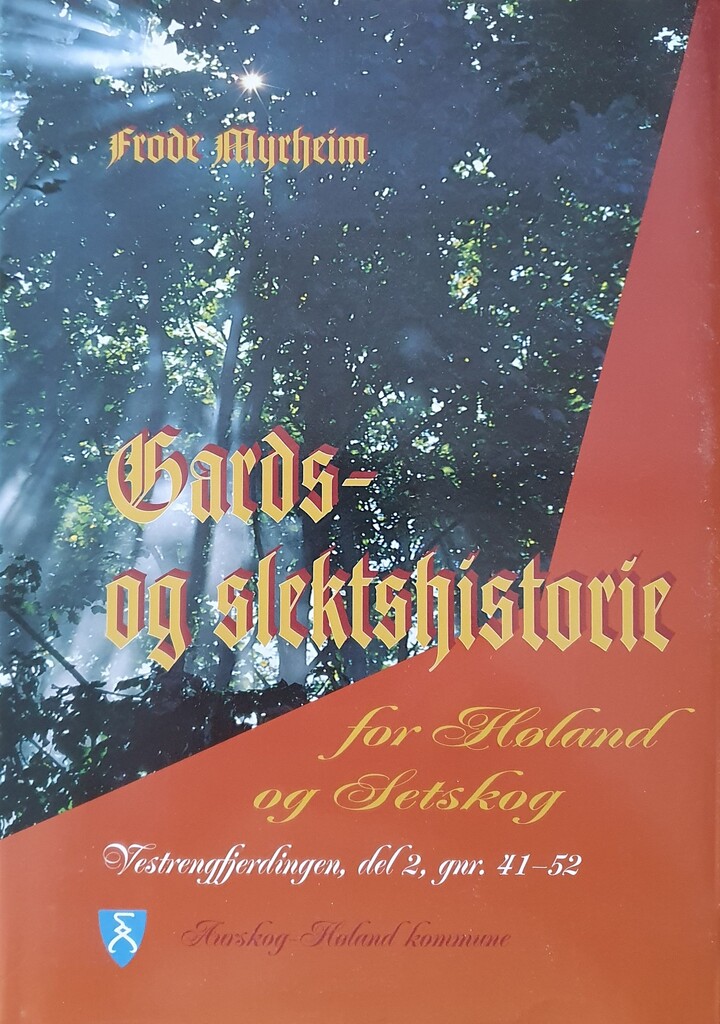 Frode Myrheim
Gards-
og slektshistorie
for Høland
og Setskog
Vestrengfjerdingen, del 2, gnr. 41–52
Aurskog-Høland kommune